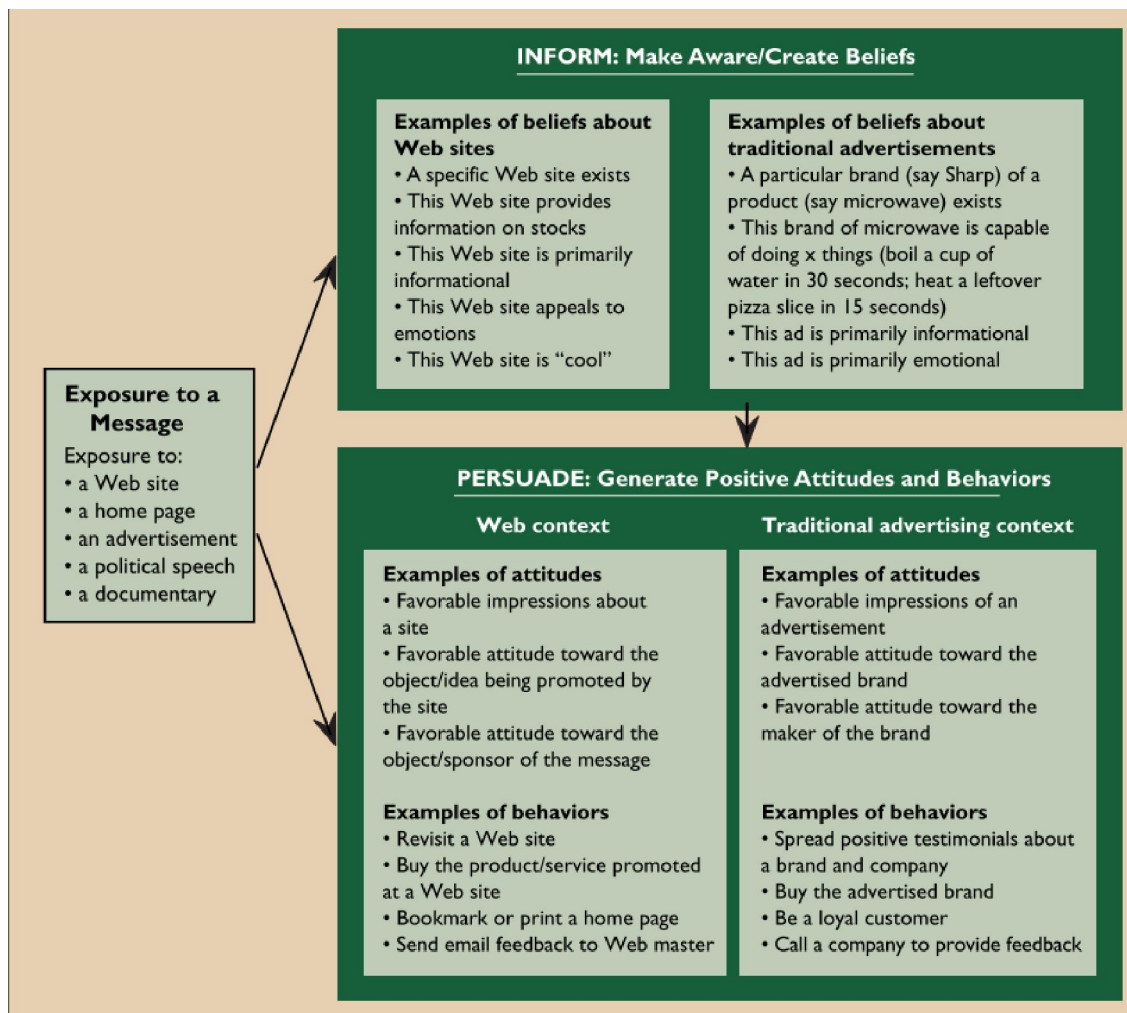 INFORM: Make Aware/Create Beliefs
Examples of beliefs about
Web sites
• A specific Web site exists
• This Web site provides
information on stocks
• This Web site is primarily
informational
• This Web site appeals to
emotions
• This Web site is “cool”
Examples of beliefs about
traditional advertisements
• A particular brand (say Sharp) of a
product (say microwave) exists
• This brand of microwave is capable
of doing x things (boil a cup of
water in 30 seconds; heat a leftover
pizza slice in 15 seconds)
• This ad is primarily informational
• This ad is primarily emotional
Exposure to a
Message
Exposure to:
• a Web site
• a home page
• an advertisement
• a political speech
• a documentary
PERSUADE: Generate Positive Attitudes and Behaviors
Web context
Examples of attitudes
• Favorable impressions about
a site
• Favorable attitude toward the
object/idea being promoted by
the site
• Favorable attitude toward the
object/sponsor of the message
Examples of behaviors
• Revisit a Web site
• Buy the product/service promoted
at a Web site
• Bookmark or print a home page
• Send email feedback to Web master
Traditional advertising context
Examples of attitudes
• Favorable impressions of an
advertisement
• Favorable attitude toward the
advertised brand
• Favorable attitude toward the
maker of the brand
Examples of behaviors
• Spread positive testimonials about
a brand and company
• Buy the advertised brand
• Be a loyal customer
• Call a company to provide feedback